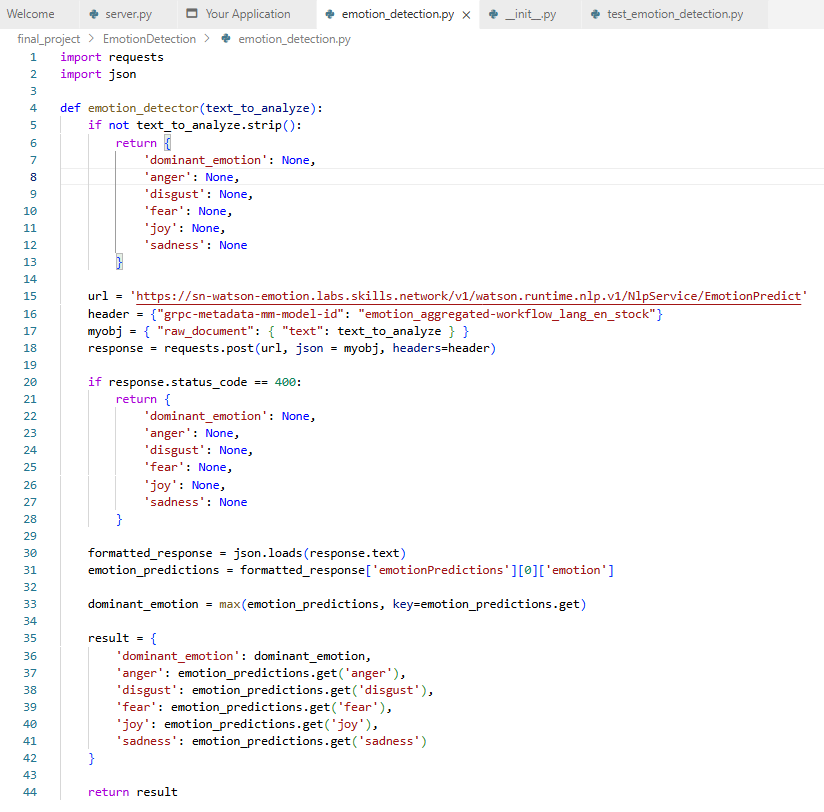 Welcome server.py Your Application emotion_detection.py × __init__.py test_emotion_detection.py
final_project > EmotionDetection > emotion_detection.py
1 import requests
2 import json
3
4 def emotion_detector(text_to_analyze):
5     if not text_to_analyze.strip():
6         return {
7             'dominant_emotion': None,
8             'anger': None,
9             'disgust': None,
10             'fear': None,
11             'joy': None,
12             'sadness': None
13         }
14
15     url = 'https://sn-watson-emotion.labs.skills.network/v1/watson.runtime.nlp.v1/NlpService/EmotionPredict'
16     header = {"grpc-metadata-mm-model-id": "emotion_aggregated-workflow_lang_en_stock"}
17     myobj = { "raw_document": { "text": text_to_analyze } }
18     response = requests.post(url, json = myobj, headers=header)
19
20     if response.status_code == 400:
21         return {
22             'dominant_emotion': None,
23             'anger': None,
24             'disgust': None,
25             'fear': None,
26             'joy': None,
27             'sadness': None
28         }
29
30     formatted_response = json.loads(response.text)
31     emotion_predictions = formatted_response['emotionPredictions'][0]['emotion']
32
33     dominant_emotion = max(emotion_predictions, key=emotion_predictions.get)
34
35     result = {
36         'dominant_emotion': dominant_emotion,
37         'anger': emotion_predictions.get('anger'),
38         'disgust': emotion_predictions.get('disgust'),
39         'fear': emotion_predictions.get('fear'),
40         'joy': emotion_predictions.get('joy'),
41         'sadness': emotion_predictions.get('sadness')
42     }
43
44     return result